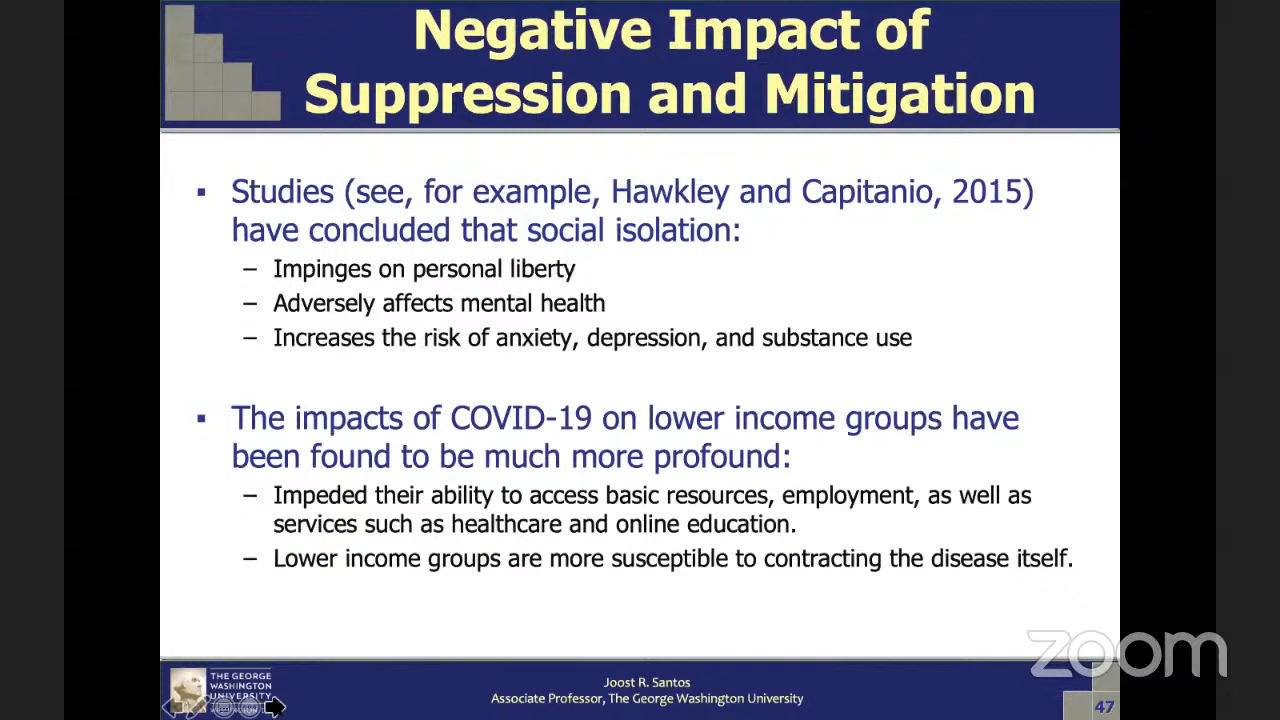 Negative Impact of
Suppression and Mitigation
▪ Studies (see, for example, Hawkley and Capitanio, 2015)
have concluded that social isolation:
– Impinges on personal liberty
– Adversely affects mental health
– Increases the risk of anxiety, depression, and substance use
▪ The impacts of COVID-19 on lower income groups have
been found to be much more profound:
– Impeded their ability to access basic resources, employment, as well as
services such as healthcare and online education.
– Lower income groups are more susceptible to contracting the disease itself.
zoom
THE GEORGE
WASHINGTON
UNIVERSITY
Joost R. Santos
Associate Professor, The George Washington University
47